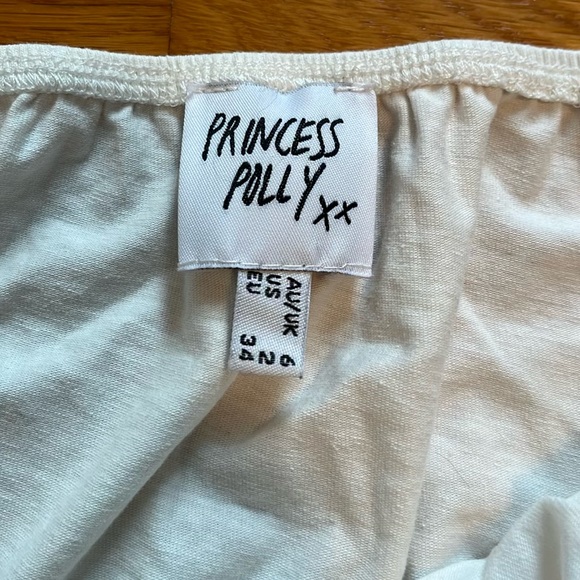 PRINCESS
POLLY xx
AU/UK 6
US 2
EU 34